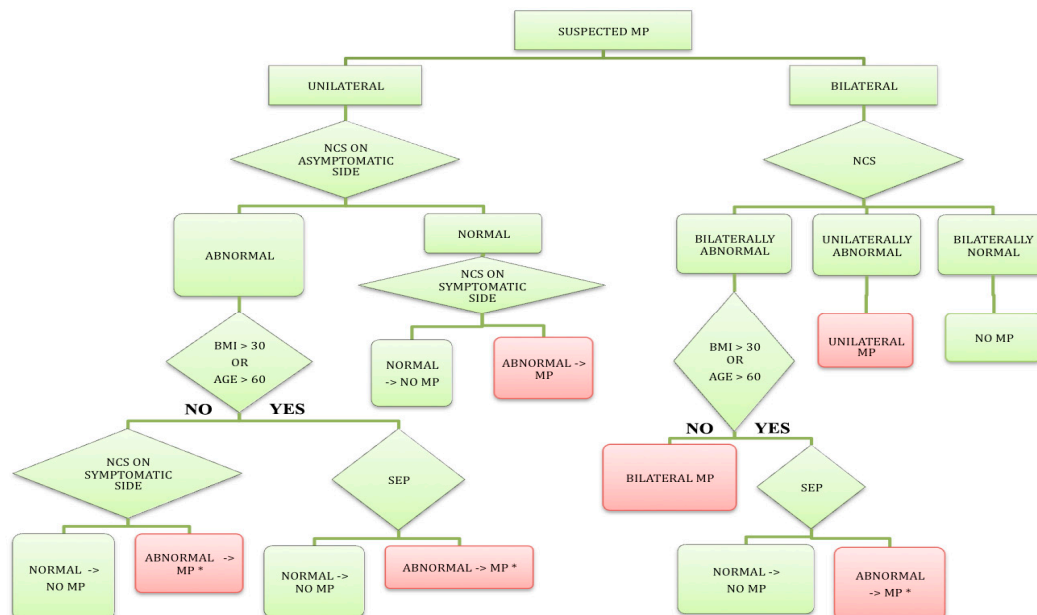 SUSPECTED MP
UNILATERAL
BILATERAL
NCS ON
ASYMPTOMATIC
SIDE
NCS
ABNORMAL
NORMAL
BILATERALLY
ABNORMAL
UNILATERALLY
ABNORMAL
BILATERALLY
NORMAL
NCS ON
SYMPTOMATIC
SIDE
BMI > 30
OR
AGE > 60
NORMAL
-> NO MP
ABNORMAL ->
MP
BMI > 30
OR
AGE > 60
UNILATERAL
MP
NO MP
NO YES
NO YES
NCS ON
SYMPTOMATIC
SIDE
SEP
BILATERAL MP
SEP
NORMAL ->
NO MP
ABNORMAL ->
MP *
NORMAL ->
NO MP
ABNORMAL -> MP *
NORMAL ->
NO MP
ABNORMAL
-> MP *